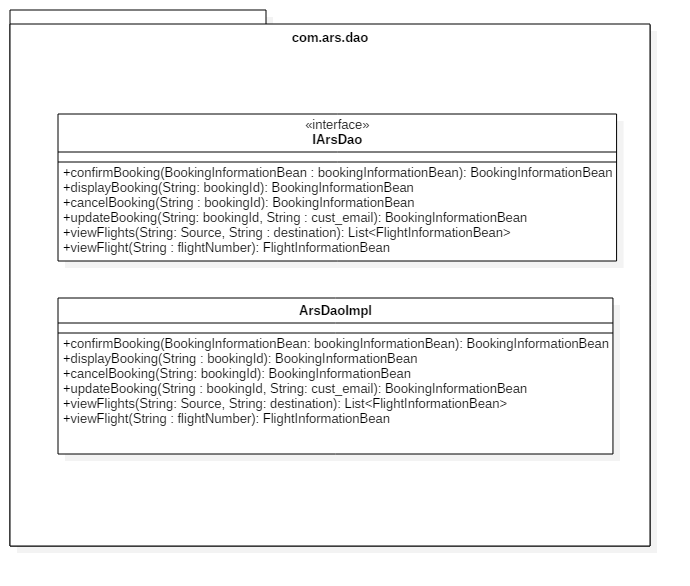 com.ars.dao
«interface»
IArsDao
+confirmBooking(BookingInformationBean : bookingInformationBean): BookingInformationBean
+displayBooking(String: bookingId): BookingInformationBean
+cancelBooking(String : bookingId): BookingInformationBean
+updateBooking(String: bookingId, String : cust_email): BookingInformationBean
+viewFlights(String: Source, String : destination): List<FlightInformationBean>
+viewFlight(String : flightNumber): FlightInformationBean
ArsDaoImpl
+confirmBooking(BookingInformationBean: bookingInformationBean): BookingInformationBean
+displayBooking(String : bookingId): BookingInformationBean
+cancelBooking(String: bookingId): BookingInformationBean
+updateBooking(String : bookingId, String: cust_email): BookingInformationBean
+viewFlights(String: Source, String: destination): List<FlightInformationBean>
+viewFlight(String : flightNumber): FlightInformationBean